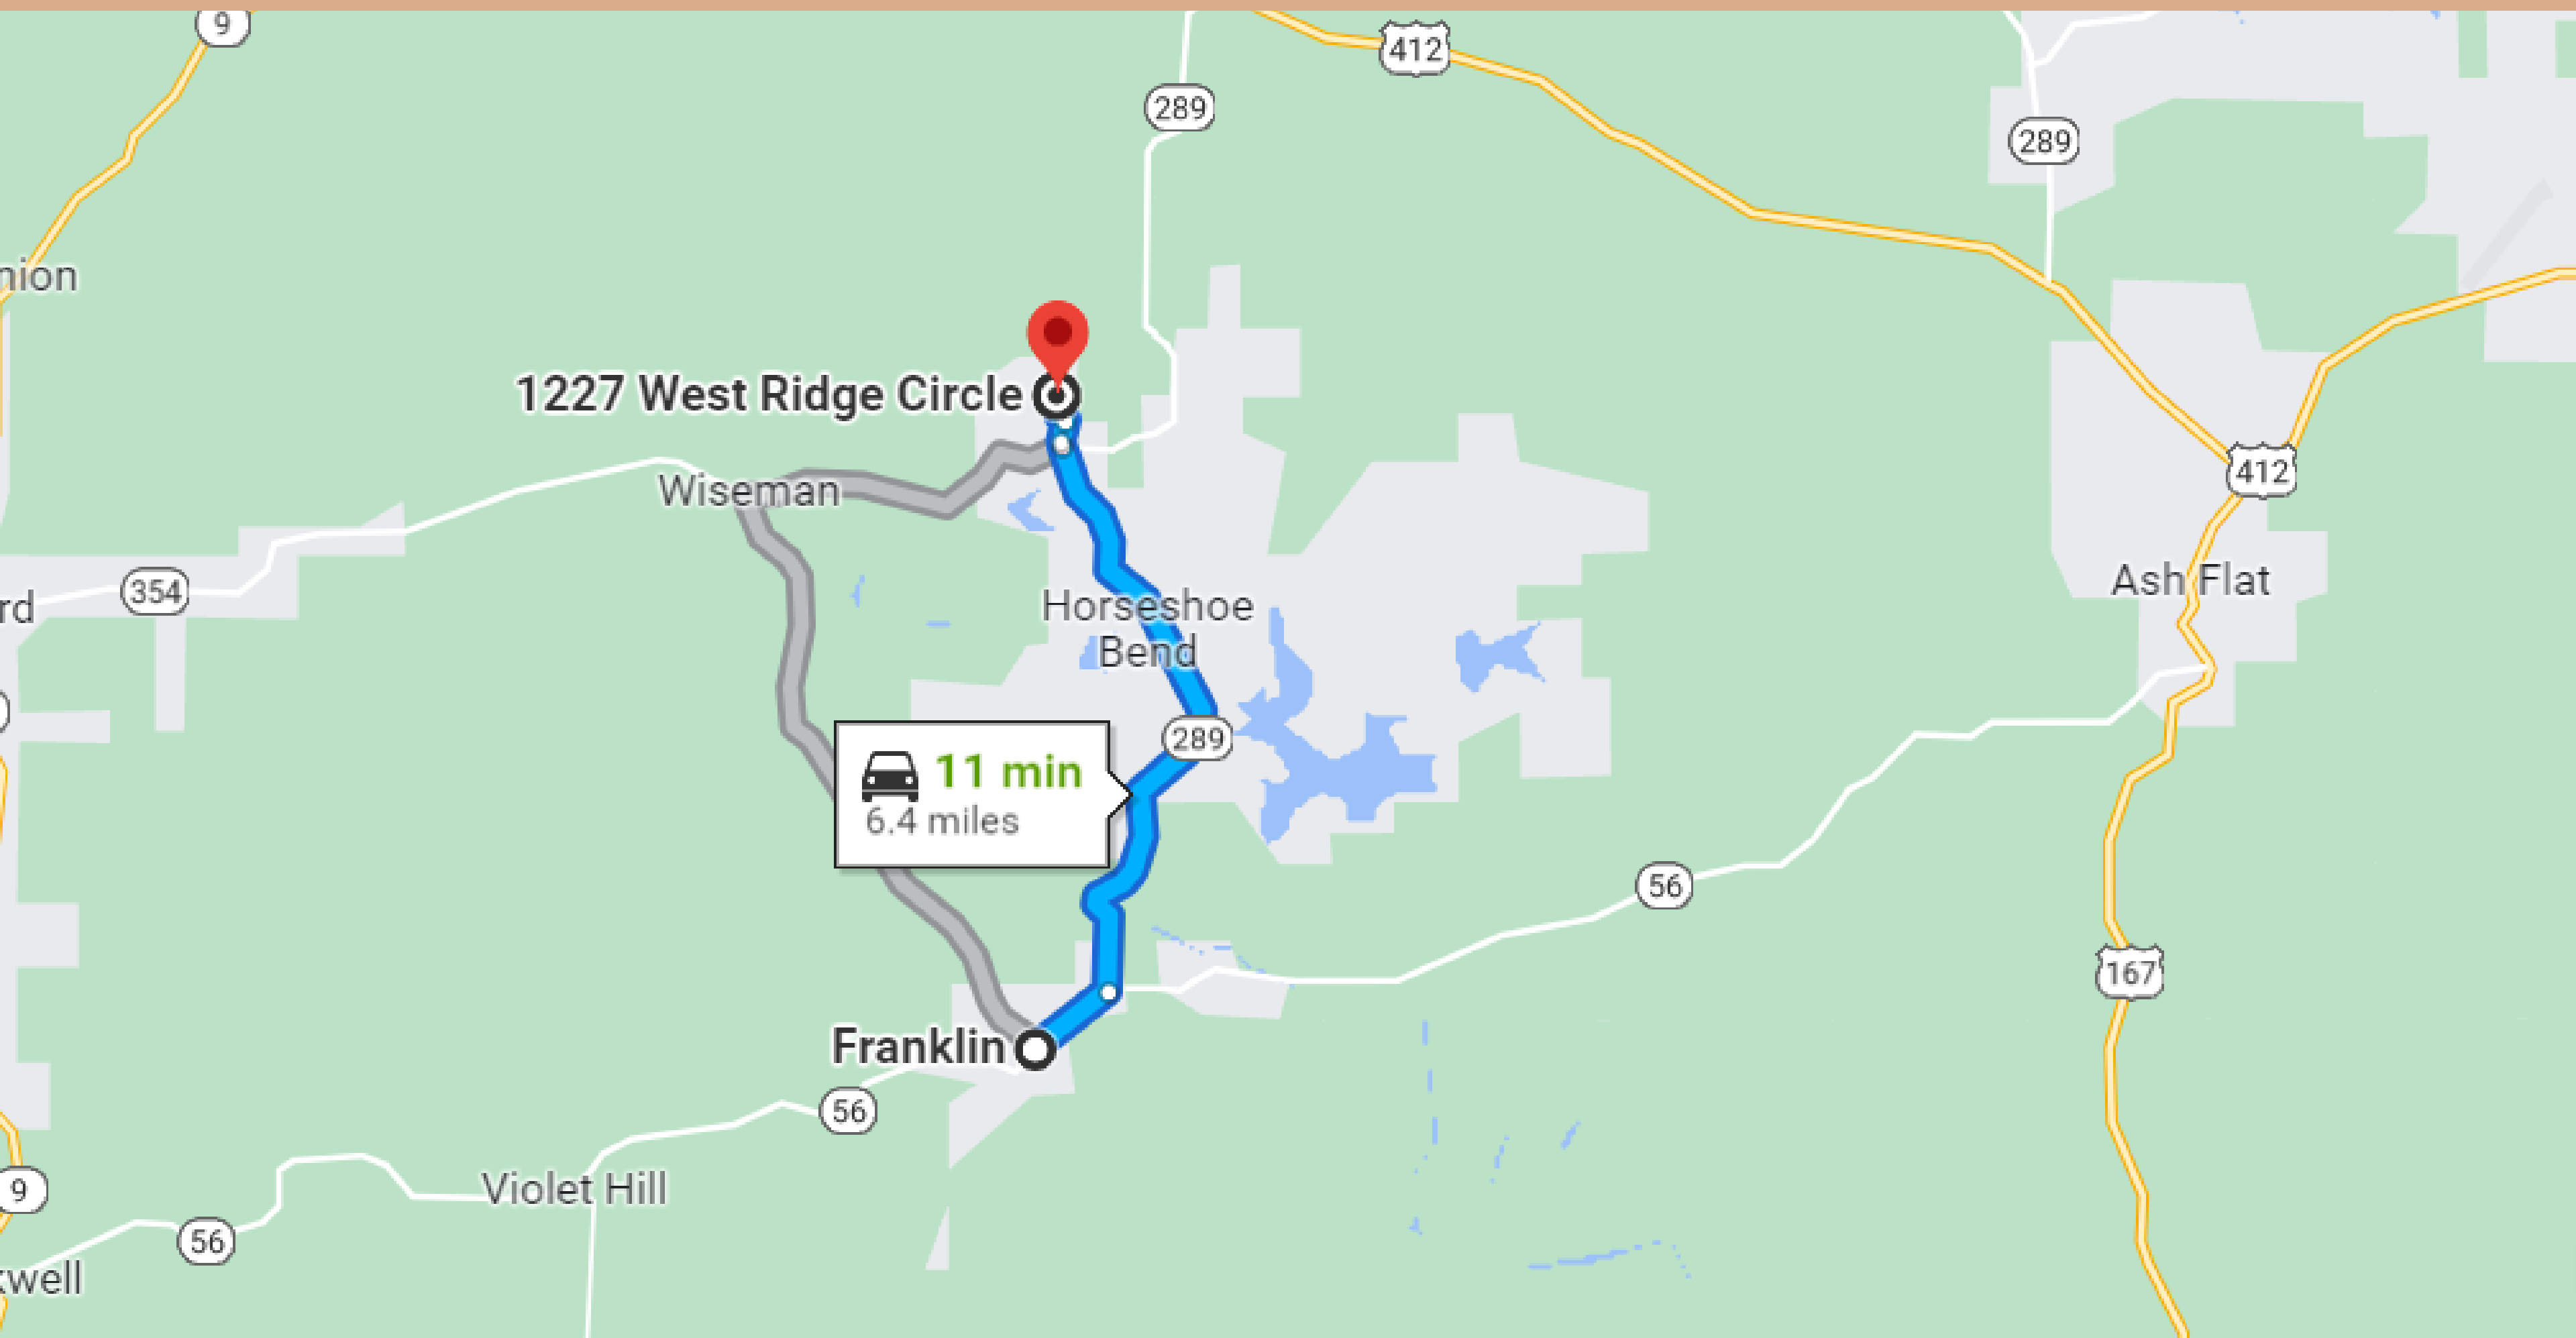 9
412
289
289
nion
1227 West Ridge Circle
Wiseman
412
354
rd
Horseshoe
Bend
Ash Flat
289
11 min
6.4 miles
56
167
Franklin
56
9
Violet Hill
56
kwell